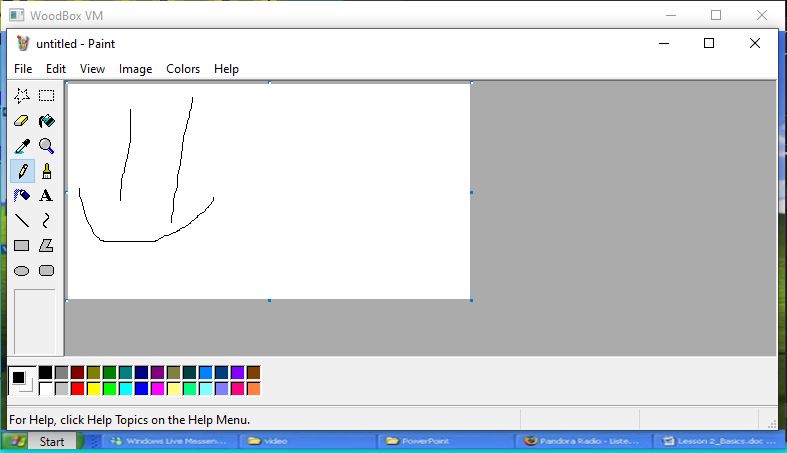 WoodBox VM
untitled - Paint
File Edit View Image Colors Help
A
For Help, click Help Topics on the Help Menu.
Start Windows Live Messen... video PowerPoint Pandora Radio - Liste... Lesson 2_Basics.doc ...